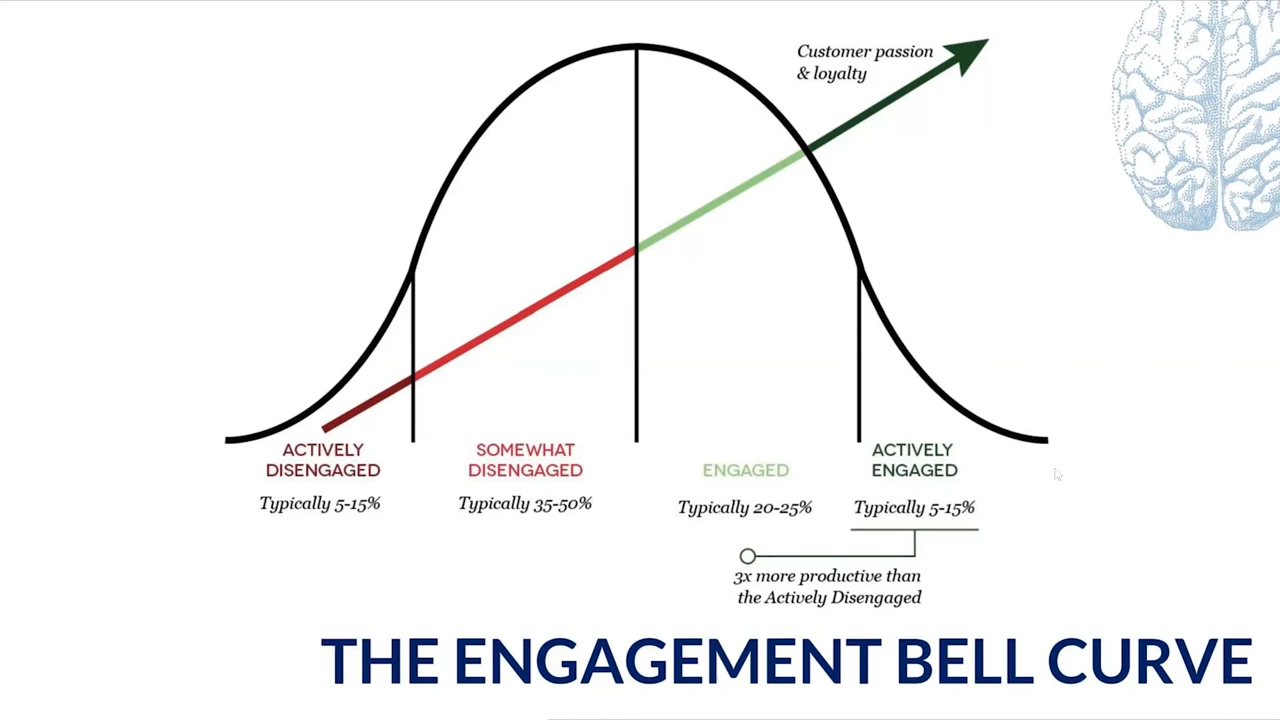 Customer passion
& loyalty
ACTIVELY
DISENGAGED
Typically 5-15%
SOMEWHAT
DISENGAGED
Typically 35-50%
ENGAGED
Typically 20-25%
ACTIVELY
ENGAGED
Typically 5-15%
3x more productive than
the Actively Disengaged
THE ENGAGEMENT BELL CURVE